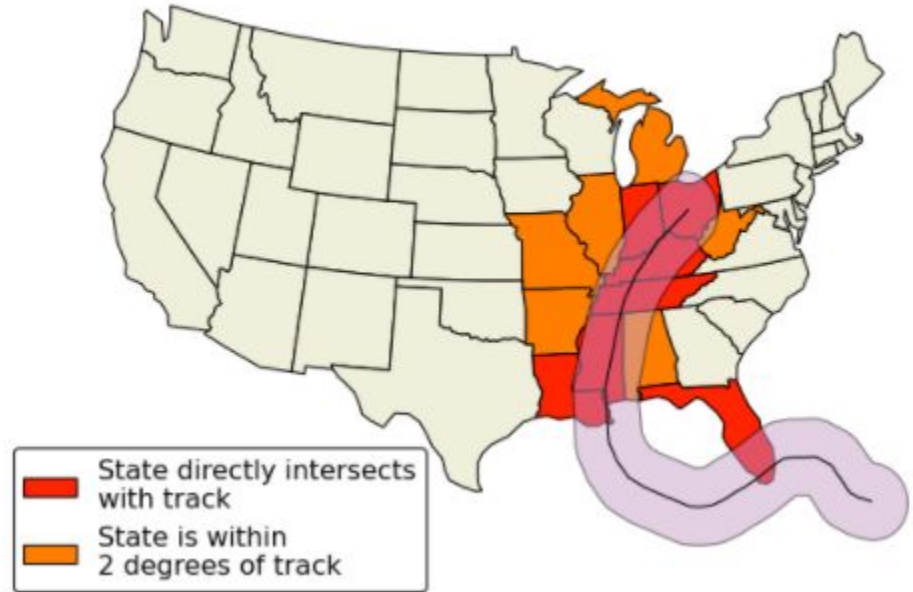 State directly intersects
with track
State is within
2 degrees of track